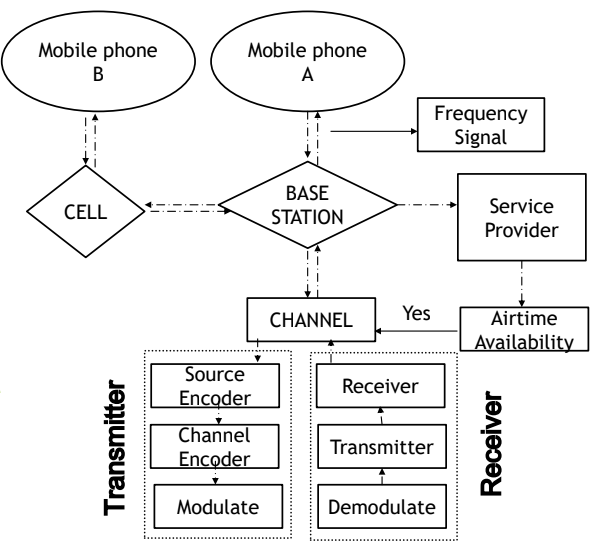 Mobile phone
B
Mobile phone
A
Frequency
Signal
CELL
BASE
STATION
Service
Provider
CHANNEL
Yes
Airtime
Availability
Transmitter
Source
Encoder
Channel
Encoder
Modulate
Receiver
Transmitter
Demodulate
Receiver